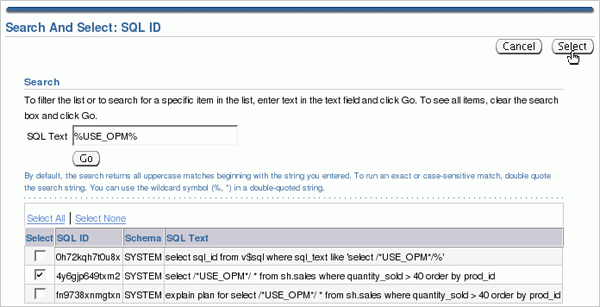 Search And Select: SQL ID
Cancel Select
Search
To filter the list or to search for a specific item in the list, enter text in the text field and click Go. To see all items, clear the search
box and click Go.
SQL Text %USE_OPM%
Go
By default, the search returns all uppercase matches beginning with the string you entered. To run an exact or case-sensitive match, double quote
the search string. You can use the wildcard symbol (%, *) in a double-quoted string.
Select All | Select None
Select SQL ID Schema SQL Text
0h72kqh7t0u8x SYSTEM select sql_id from v$sql where sql_text like 'select /*USE_OPM*/%'
4y6gjp649txm2 SYSTEM select /*USE_OPM*/ * from sh.sales where quantity_sold > 40 order by prod_id
fn9738xnmgtxn SYSTEM explain plan for select /*USE_OPM*/ * from sh.sales where quantity_sold > 40 order by prod_id